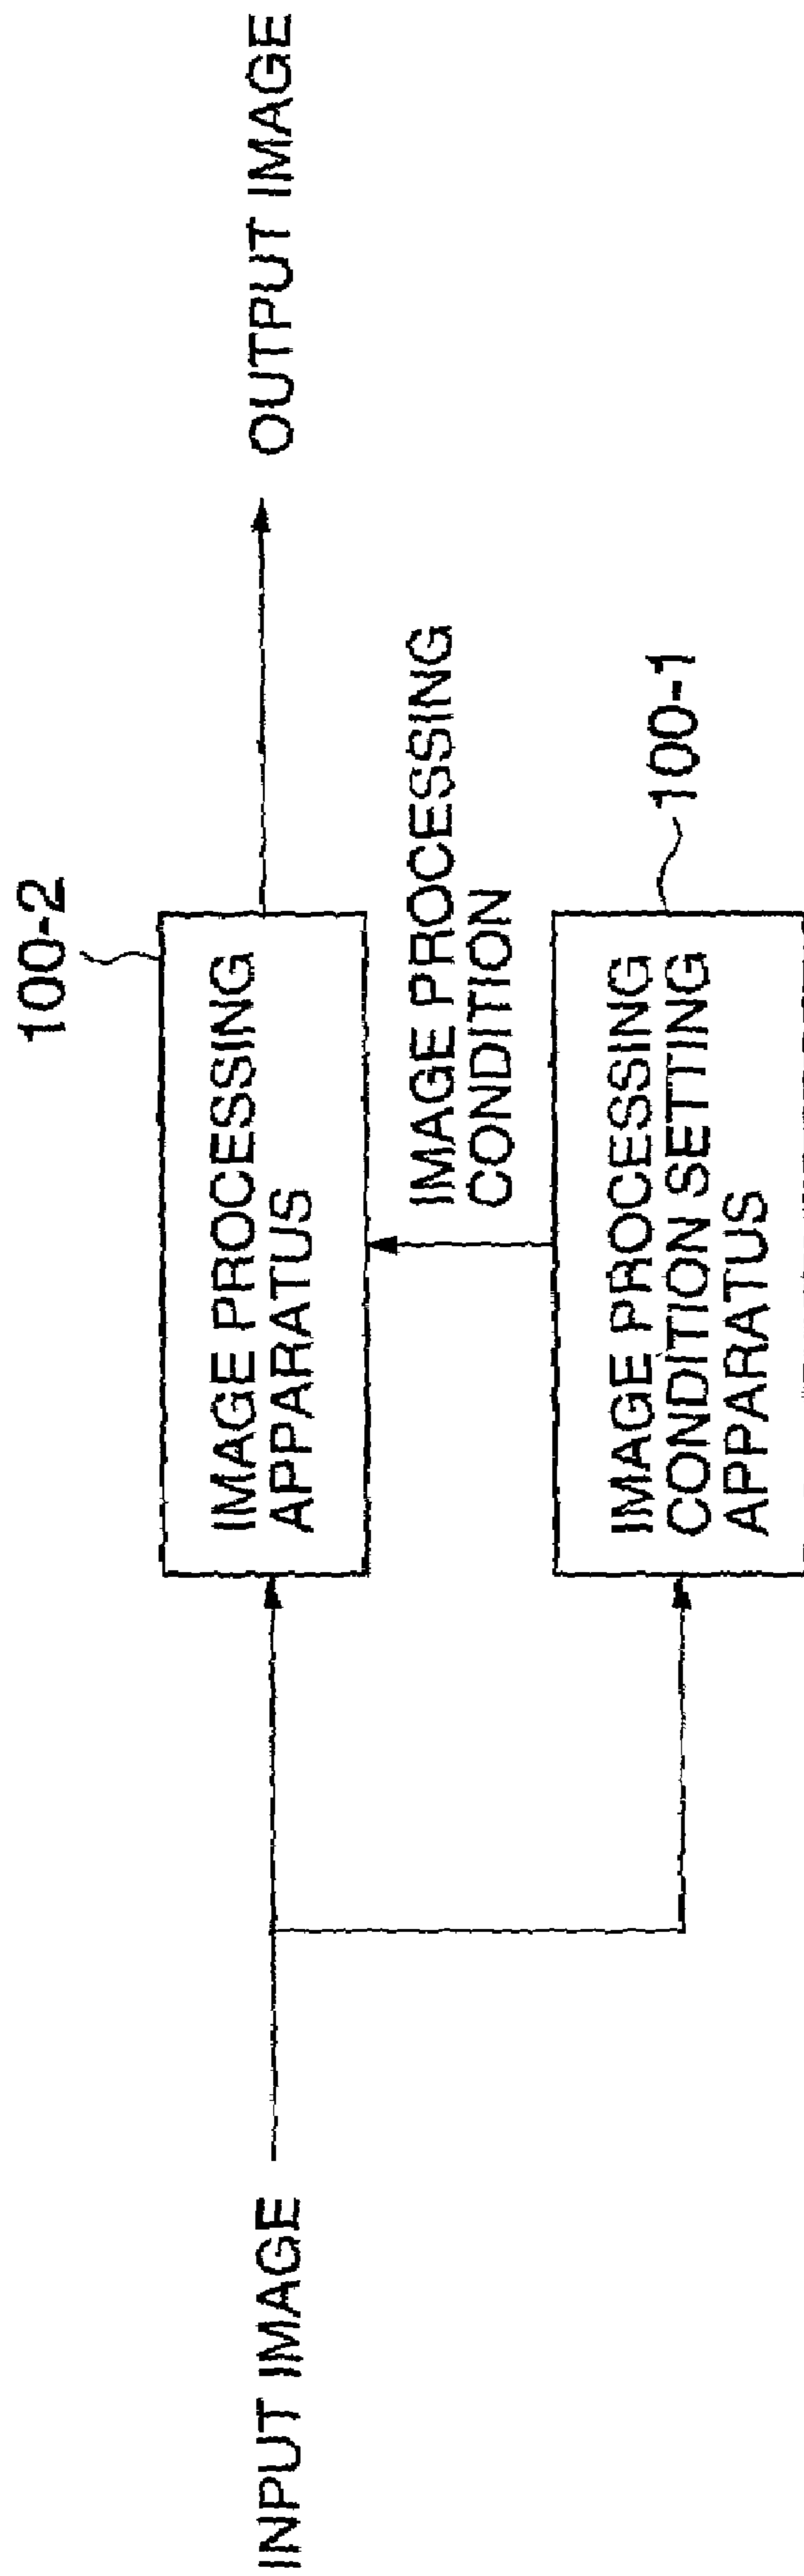 INPUT IMAGE
100-2
IMAGE PROCESSING
APPARATUS
OUTPUT IMAGE
IMAGE PROCESSING
CONDITION
IMAGE PROCESSING
CONDITION SETTING
APPARATUS
100-1